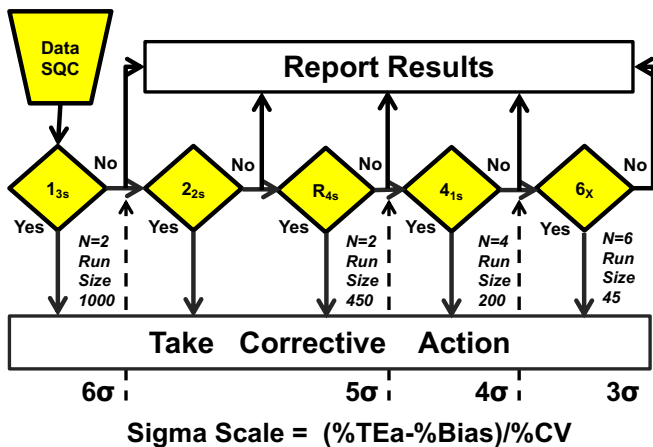 Data
SQC
Report Results
No
No
No
No
No
13s
22s
R4s
41s
6X
Yes
Yes
Yes
Yes
Yes
N=2
Run
Size
1000
N=2
Run
Size
450
N=4
Run
Size
200
N=6
Run
Size
45
Take Corrective Action
6σ
5σ
4σ
3σ
Sigma Scale = (%TEa-%Bias)/%CV